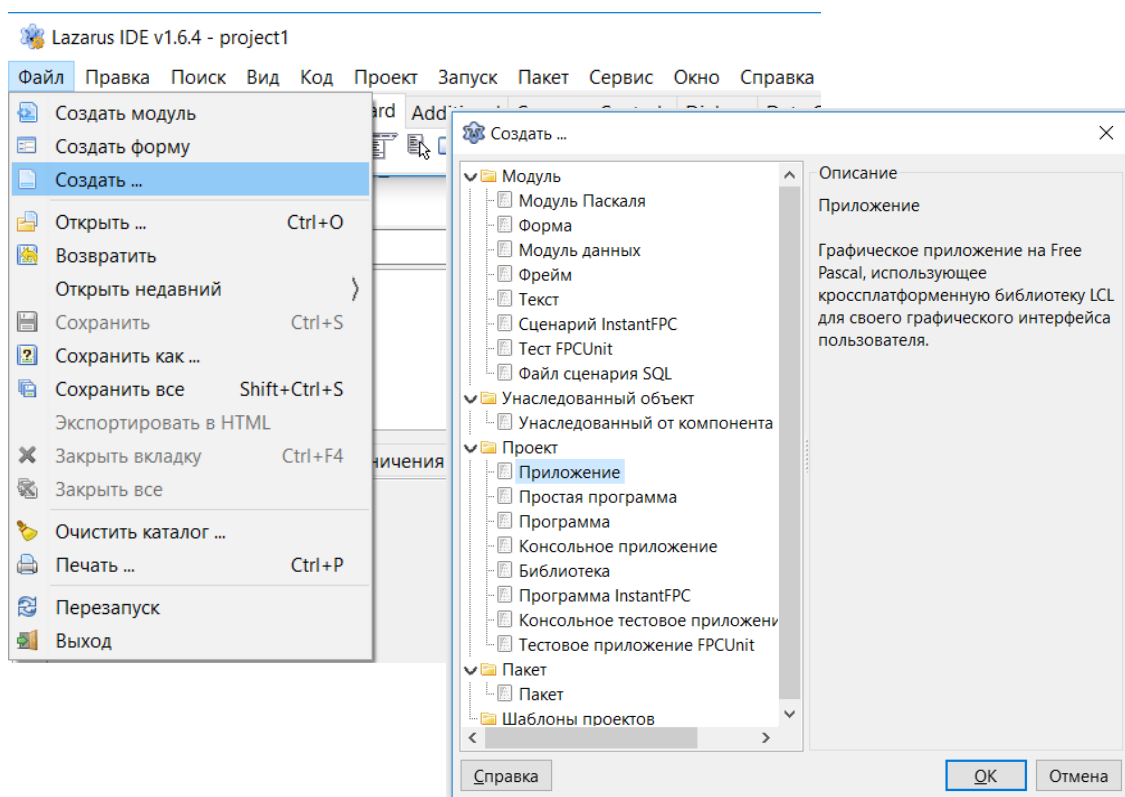 Lazarus IDE v1.6.4 - project1
Файл Правка Поиск Вид Код Проект Запуск Пакет Сервис Окно Справка
Создать модуль
Создать форму
Создать ...
Открыть ... Ctrl+O
Возвратить
Открыть недавний
Сохранить Ctrl+S
Сохранить как ...
Сохранить все Shift+Ctrl+S
Экспортировать в HTML
Закрыть вкладку Ctrl+F4
Закрыть все
Очистить каталог ...
Печать ... Ctrl+P
Перезапуск
Выход
ard
ничения
Создать ...
Модуль
Модуль Паскаля
Форма
Модуль данных
Фрейм
Текст
Сценарий InstantFPC
Тест FPCUnit
Файл сценария SQL
Унаследованный объект
Унаследованный от компонента
Проект
Приложение
Простая программа
Программа
Консольное приложение
Библиотека
Программа InstantFPC
Консольное тестовое приложени
Тестовое приложение FPCUnit
Пакет
Пакет
Шаблоны проектов
Описание
Приложение
Графическое приложение на Free
Pascal, использующее
кроссплатформенную библиотеку LCL
для своего графического интерфейса
пользователя.
Справка
OK
Отмена